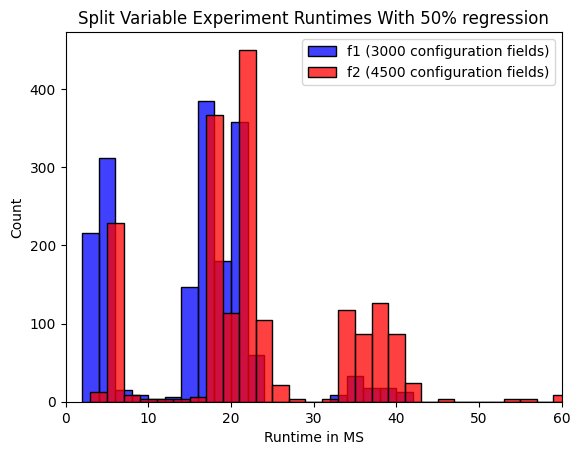 Split Variable Experiment Runtimes With 50% regression
f1 (3000 configuration fields)
f2 (4500 configuration fields)
Count
400
300
200
100
0
0 10 20 30 40 50 60
Runtime in MS